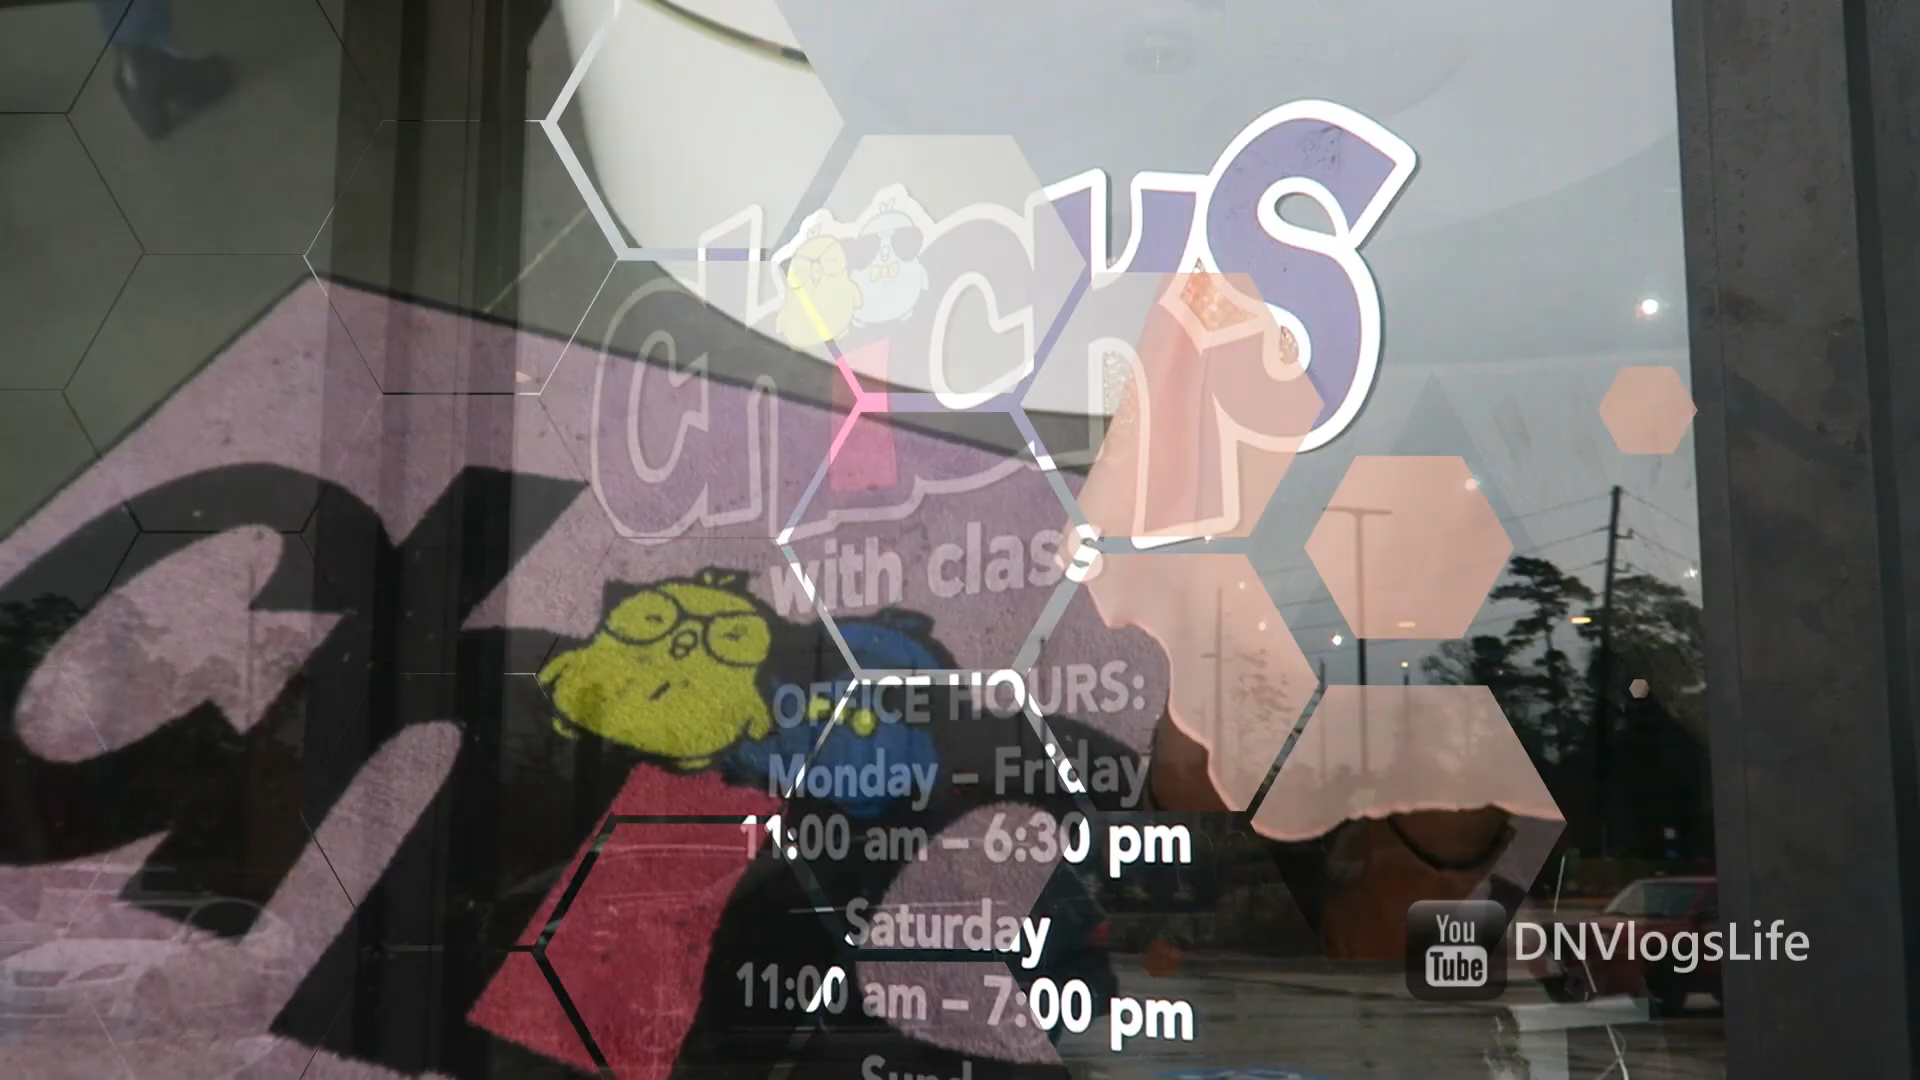 chicks
with class
OFFICE HOURS:
Monday – Friday
11:00 am – 6:30 pm
Saturday
11:00 am – 7:00 pm
You
Tube
DNVlogsLife